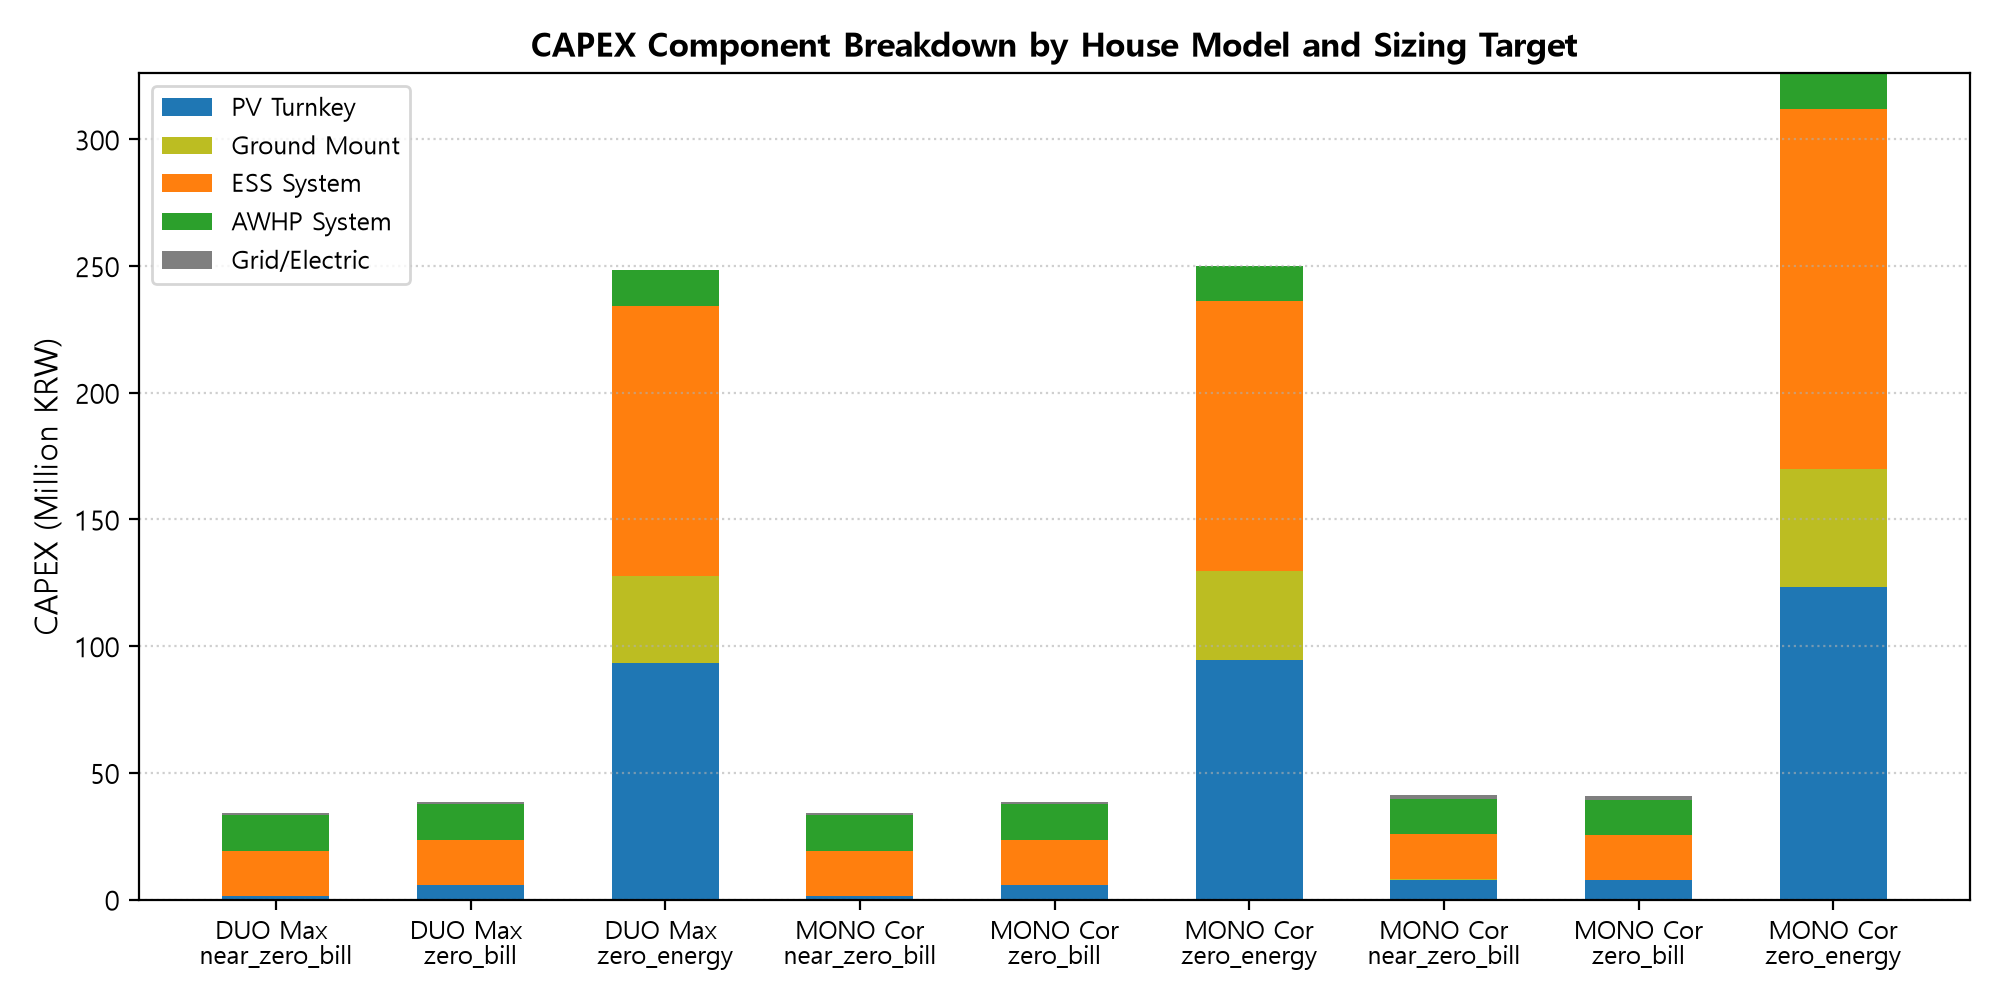 CAPEX Component Breakdown by House Model and Sizing Target
PV Turnkey
Ground Mount
ESS System
AWHP System
Grid/Electric
CAPEX (Million KRW)
300
250
200
150
100
50
0
DUO Max
near_zero_bill
DUO Max
zero_bill
DUO Max
zero_energy
MONO Cor
near_zero_bill
MONO Cor
zero_bill
MONO Cor
zero_energy
MONO Cor
near_zero_bill
MONO Cor
zero_bill
MONO Cor
zero_energy